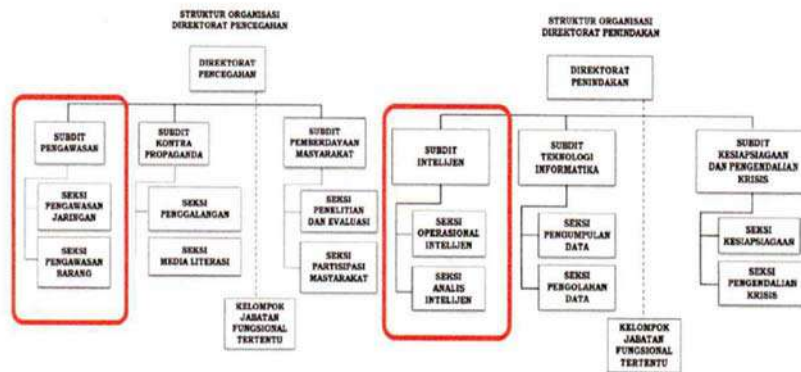 STRUKTUR ORGANISASI
DIREKTORAT PENCEGAHAN
DIREKTORAT
PENCEGAHAN
SUBDIT
PENGAWASAN
SUBDIT
KONTRA
PROPAGANDA
SUBDIT
PEMBERDAYAAN
MASYARAKAT
SEKSI
PENGAWASAN
JARINGAN
SEKSI
PENGGALANGAN
SEKSI
PENELITIAN
DAN EVALUASI
SEKSI
PENGAWASAN
BARANG
SEKSI
MEDIA LITERASI
SEKSI
PARTISIPASI
MASYARAKAT
KELOMPOK
JABATAN
FUNGSIONAL
TERTENTU
STRUKTUR ORGANISASI
DIREKTORAT PENINDAKAN
DIREKTORAT
PENINDAKAN
SUBDIT
INTELIJEN
SUBDIT
TEKNOLOGI
INFORMATIKA
SUBDIT
KESIAPSIAGAAN
DAN PENGENDALIAN
KRISIS
SEKSI
OPERASIONAL
INTELIJEN
SEKSI
PENGUMPULAN
DATA
SEKSI
KESIAPSIAGAAN
SEKSI
ANALIS
INTELIJEN
SEKSI
PENGOLAHAN
DATA
SEKSI
PENGENDALIAN
KRISIS
KELOMPOK
JABATAN
FUNGSIONAL
TERTENTU